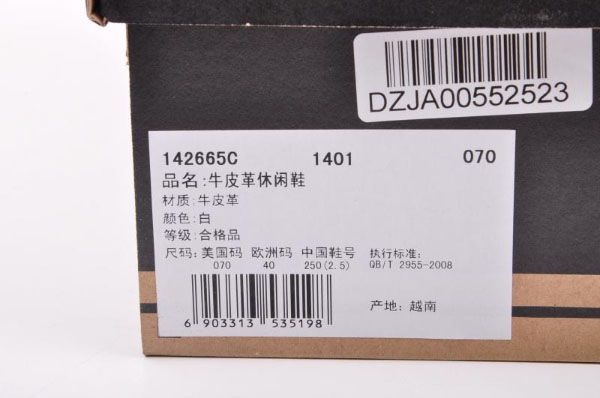 DZJA00552523
142665C 1401 070
品名:牛皮革休闲鞋
材质:牛皮革
颜色:白
等级:合格品
尺码: 美国码 欧洲码 中国鞋号 执行标准:
070 40 250(2.5) QB/T 2955-2008
产地: 越南
6 903313 535198